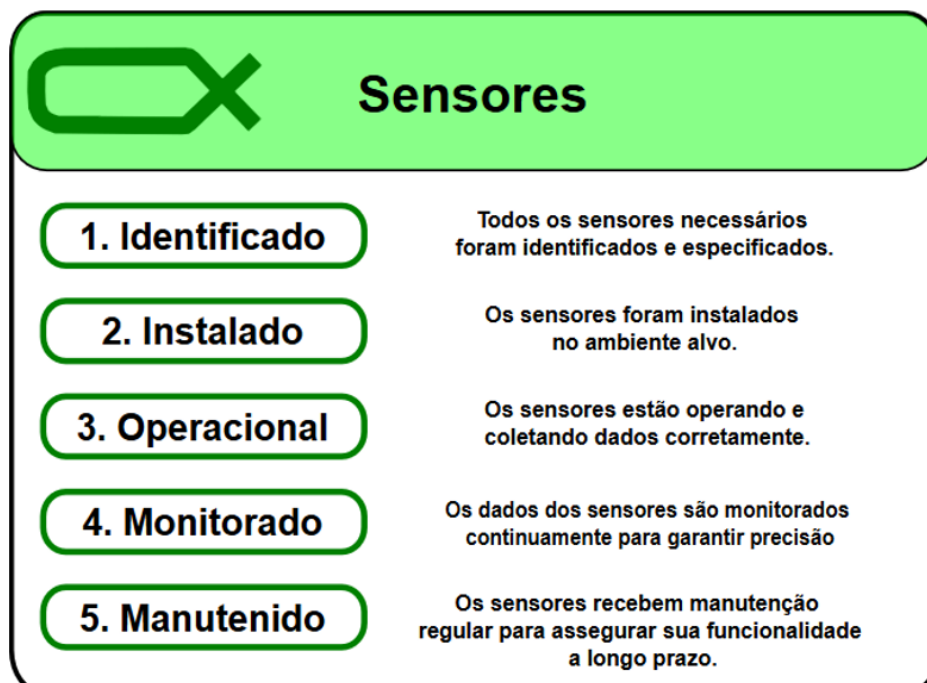 Sensores
1. Identificado
Todos os sensores necessários
foram identificados e especificados.
2. Instalado
Os sensores foram instalados
no ambiente alvo.
3. Operacional
Os sensores estão operando e
coletando dados corretamente.
4. Monitorado
Os dados dos sensores são monitorados
continuamente para garantir precisão
5. Manutenido
Os sensores recebem manutenção
regular para assegurar sua funcionalidade
a longo prazo.